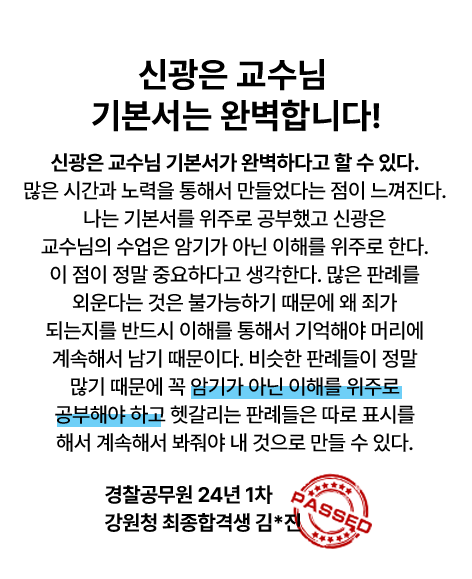 신광은 교수님
기본서는 완벽합니다!
신광은 교수님 기본서가 완벽하다고 할 수 있다.
많은 시간과 노력을 통해서 만들었다는 점이 느껴진다.
나는 기본서를 위주로 공부했고 신광은
교수님의 수업은 암기가 아닌 이해를 위주로 한다.
이 점이 정말 중요하다고 생각한다. 많은 판례를
외운다는 것은 불가능하기 때문에 왜 죄가
되는지를 반드시 이해를 통해서 기억해야 머리에
계속해서 남기 때문이다. 비슷한 판례들이 정말
많기 때문에 꼭 암기가 아닌 이해를 위주로
공부해야 하고 헷갈리는 판례들은 따로 표시를
해서 계속해서 봐줘야 내 것으로 만들 수 있다.
경찰공무원 24년 1차
강원청 최종합격생 김*진
PASSED